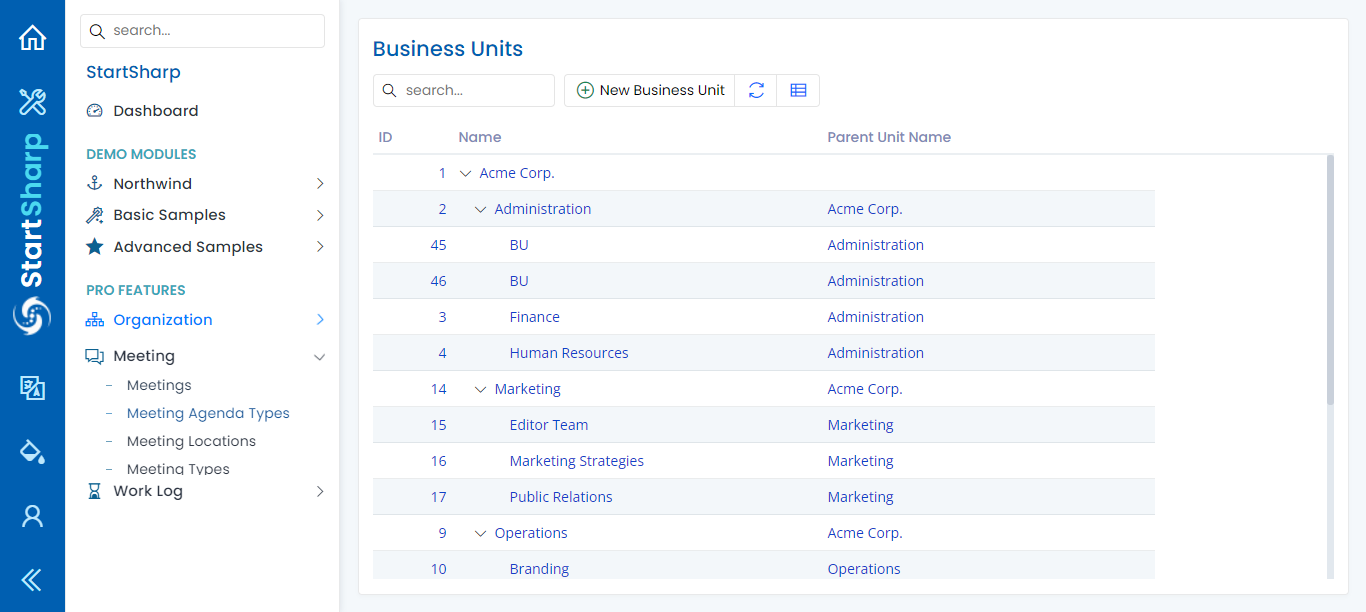 StartSharp
search...
StartSharp
Dashboard
DEMO MODULES
Northwind
Basic Samples
Advanced Samples
PRO FEATURES
Organization
Meeting
Meetings
Meeting Agenda Types
Meeting Locations
Meeting Types
Work Log
Business Units
search... New Business Unit
ID Name Parent Unit Name
1 Acme Corp.
2 Administration Acme Corp.
45 BU Administration
46 BU Administration
3 Finance Administration
4 Human Resources Administration
14 Marketing Acme Corp.
15 Editor Team Marketing
16 Marketing Strategies Marketing
17 Public Relations Marketing
9 Operations Acme Corp.
10 Branding Operations